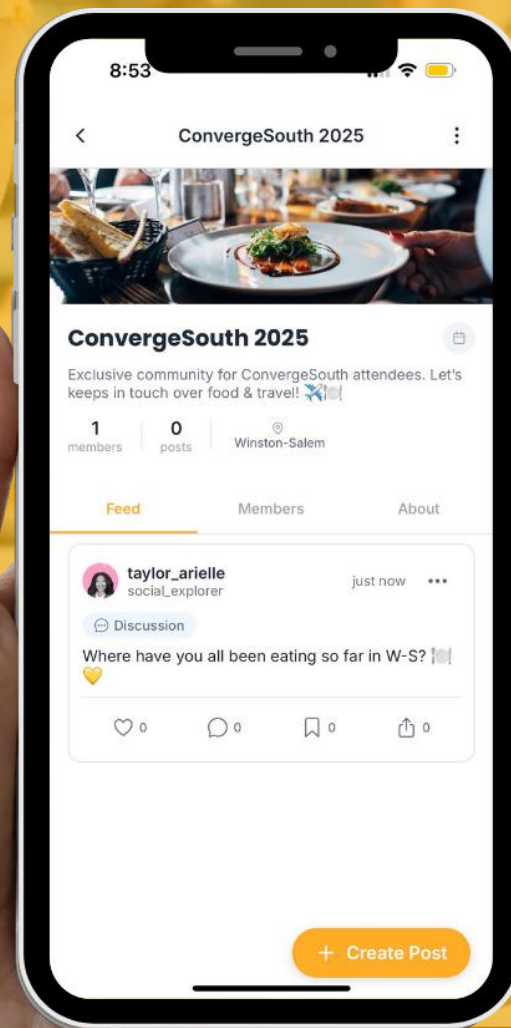 8:53
ConvergeSouth 2025
ConvergeSouth 2025
Exclusive community for ConvergeSouth attendees. Let's
keeps in touch over food & travel! ✈️🍽️
1
members
0
posts
Winston-Salem
Feed
Members
About
taylor_arielle
just now
social_explorer
Discussion
Where have you all been eating so far in W-S? 🍽️
💛
0
0
0
0
+ Create Post